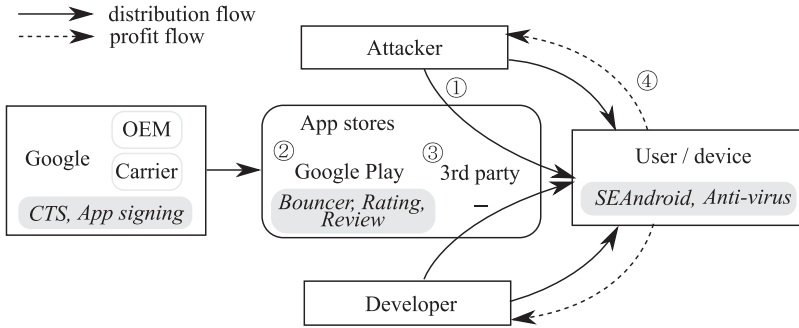 distribution flow
profit flow
Attacker
①
④
Google
OEM
Carrier
CTS, App signing
App stores
②
Google Play
Bouncer, Rating,
Review
③
3rd party
–
User / device
SEAndroid, Anti-virus
Developer